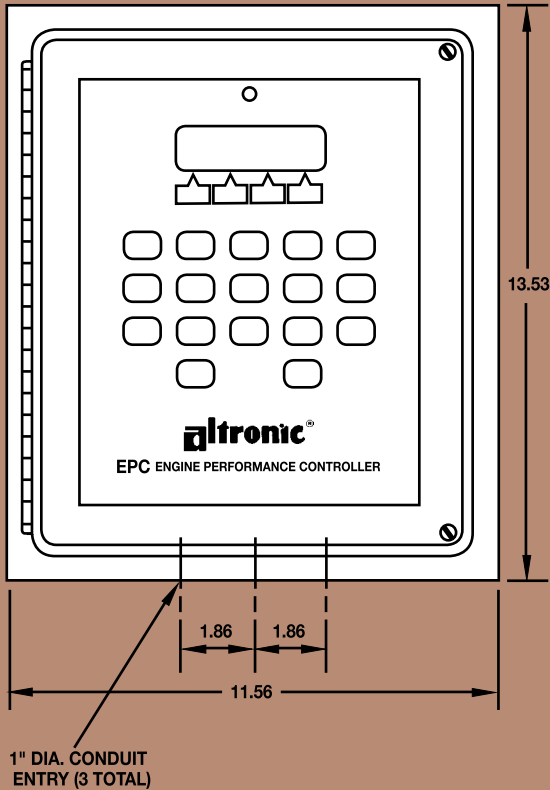 altronic®
EPC ENGINE PERFORMANCE CONTROLLER
13.53
1.86 1.86
11.56
1" DIA. CONDUIT
ENTRY (3 TOTAL)